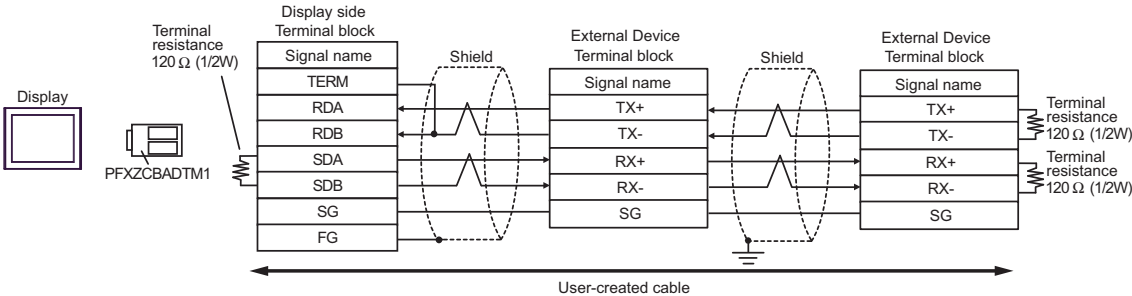 Display
PFXZCBADTM1
Terminal
resistance
120 Ω (1/2W)
Display side
Terminal block
Signal name
TERM
RDA
RDB
SDA
SDB
SG
FG
Shield
External Device
Terminal block
Signal name
TX+
TX-
RX+
RX-
SG
Shield
External Device
Terminal block
Signal name
TX+
TX-
RX+
RX-
SG
Terminal
resistance
120 Ω (1/2W)
Terminal
resistance
120 Ω (1/2W)
User-created cable